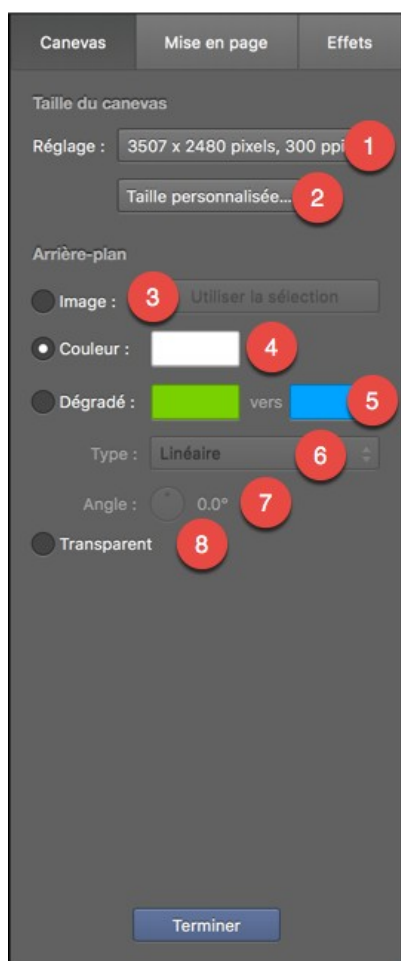 Canevas Mise en page Effets
Taille du canevas
Réglage : 3507 x 2480 pixels, 300 ppi 1
Taille personnalisée... 2
Arrière-plan
Image : 3 Utiliser la sélection
Couleur : 4
Dégradé : vers 5
Type : Linéaire 6
Angle : 0.0° 7
Transparent 8
Terminer